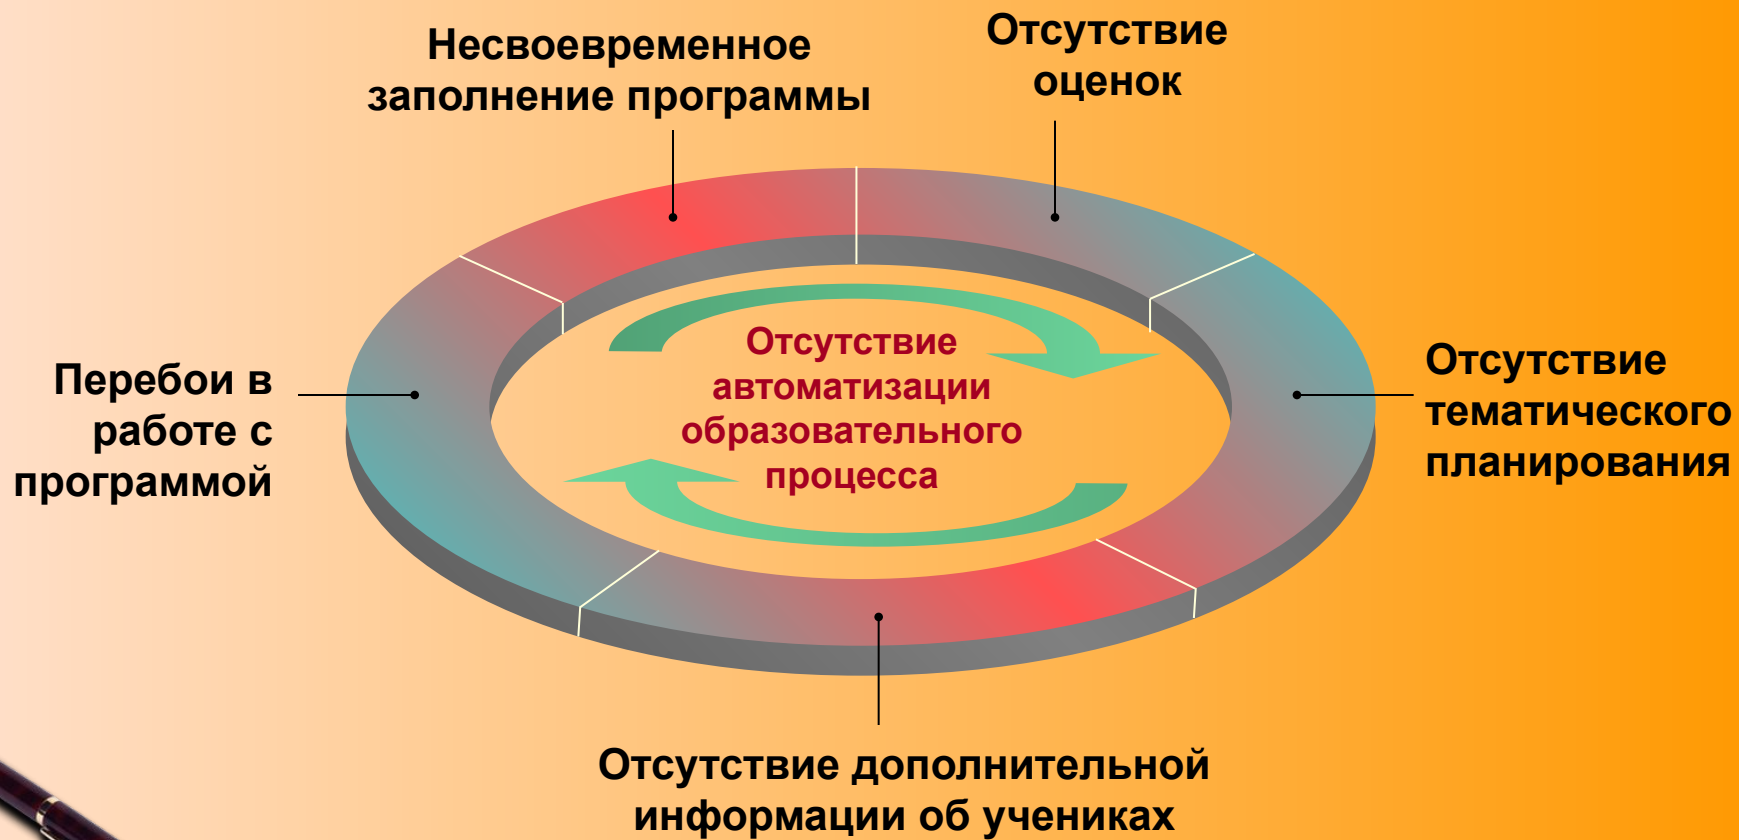 Несвоевременное
заполнение программы
Отсутствие
оценок
Отсутствие
автоматизации
образовательного
процесса
Перебои в
работе с
программой
Отсутствие
тематического
планирования
Отсутствие дополнительной
информации об учениках